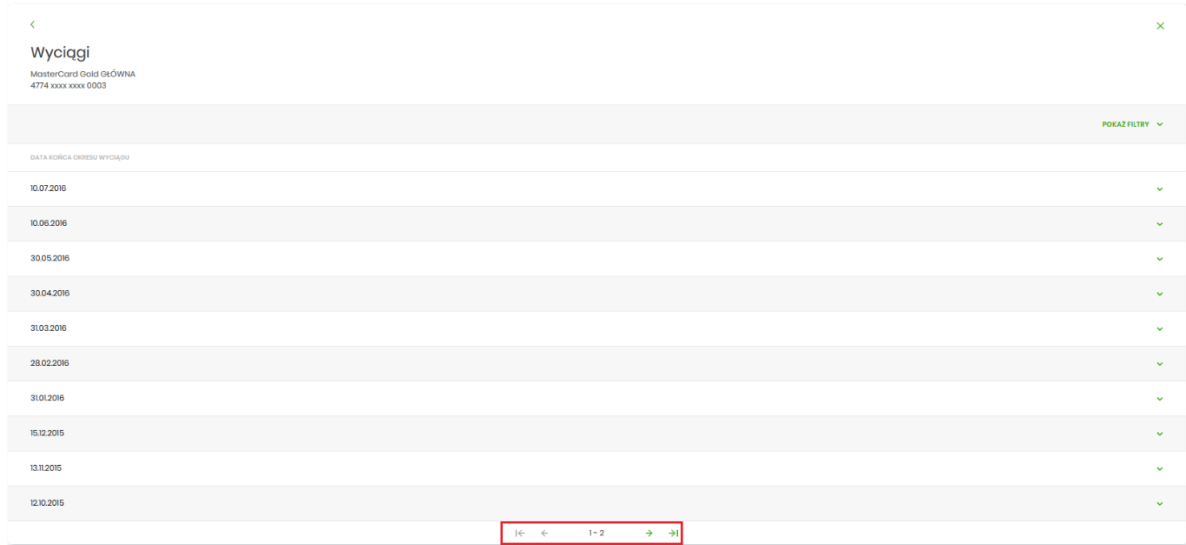 Wyciągi
MasterCard Gold GŁÓWNA
4774 xxxx xxxx 0003
POKAŻ FILTRY
DATA KOŃCA OKRESU WYCIĄGU
10.07.2016
10.06.2016
30.05.2016
30.04.2016
31.03.2016
28.02.2016
31.01.2016
15.12.2015
13.11.2015
12.10.2015
1 - 2